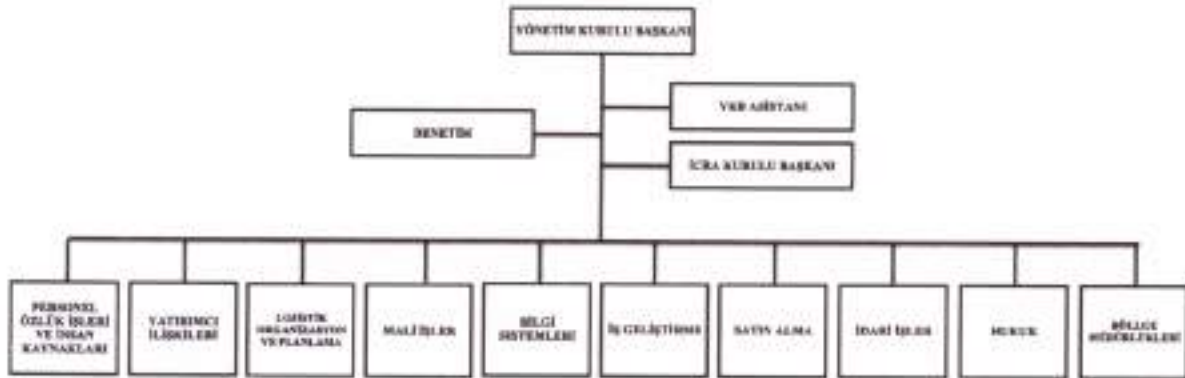 YÖNETİM KURULU BAŞKANI
YKB ASİSTANI
DENETİM
İCRA KURULU BAŞKANI
PERSONEL
ÖZLÜK İŞLERİ
VE İNSAN
KAYNAKLARI
YATIRIMCI
İLİŞKİLERİ
LOJİSTİK
ORGANİZASYON
VE PLANLAMA
MALİ İŞLER
BİLGİ
SİSTEMLERİ
İŞ GELİŞTİRME
SATIN ALMA
İDARİ İŞLER
HUKUK
BÖLGE
MÜDÜRLÜKLERİ